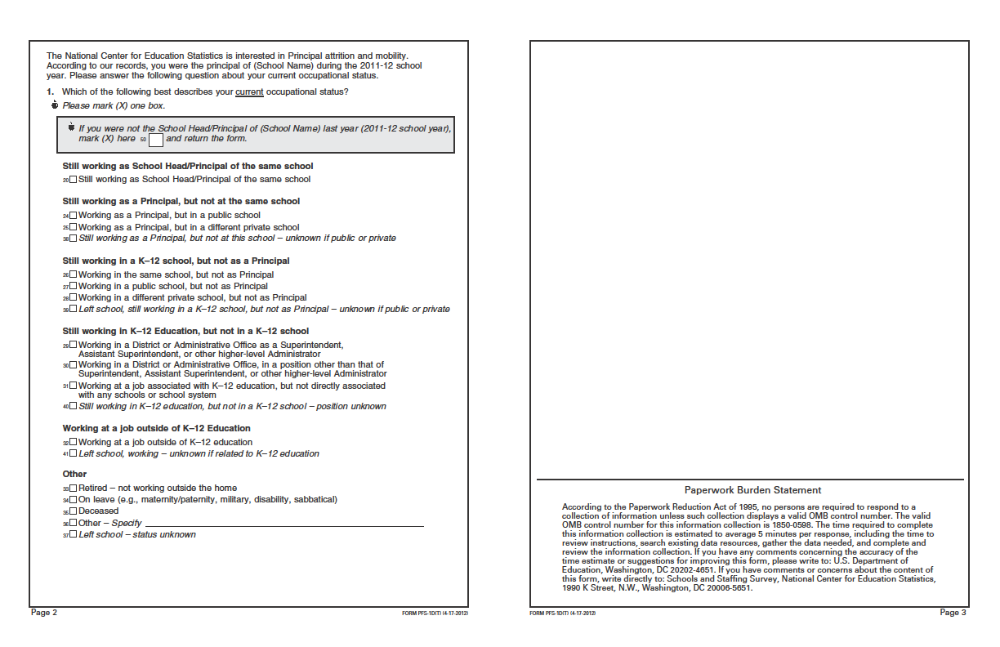 The National Center for Education Statistics is interested in Principal attrition and mobility.
According to our records, you were the principal of (School Name) during the 2011-12 school
year. Please answer the following question about your current occupational status.
1. Which of the following best describes your current occupational status?
Please mark (X) one box.
If you were not the School Head/Principal of (School Name) last year (2011-12 school year),
mark (X) here 50 and return the form.
Still working as School Head/Principal of the same school
20 Still working as School Head/Principal of the same school
Still working as a Principal, but not at the same school
24 Working as a Principal, but in a public school
25 Working as a Principal, but in a different private school
38 Still working as a Principal, but not at this school – unknown if public or private
Still working in a K–12 school, but not as a Principal
26 Working in the same school, but not as Principal
27 Working in a public school, but not as Principal
28 Working in a different private school, but not as Principal
39 Left school, still working in a K–12 school, but not as Principal – unknown if public or private
Still working in K–12 Education, but not in a K–12 school
29 Working in a District or Administrative Office as a Superintendent,
Assistant Superintendent, or other higher-level Administrator
30 Working in a District or Administrative Office, in a position other than that of
Superintendent, Assistant Superintendent, or other higher-level Administrator
31 Working at a job associated with K–12 education, but not directly associated
with any schools or school system
40 Still working in K–12 education, but not in a K–12 school – position unknown
Working at a job outside of K–12 Education
32 Working at a job outside of K–12 education
41 Left school, working – unknown if related to K–12 education
Other
33 Retired – not working outside the home
34 On leave (e.g., maternity/paternity, military, disability, sabbatical)
35 Deceased
36 Other – Specify
37 Left school – status unknown
Page 2
FORM PFS-1D(T) (4-17-2012)
Paperwork Burden Statement
According to the Paperwork Reduction Act of 1995, no persons are required to respond to a
collection of information unless such collection displays a valid OMB control number. The valid
OMB control number for this information collection is 1850-0598. The time required to complete
this information collection is estimated to average 5 minutes per response, including the time to
review instructions, search existing data resources, gather the data needed, and complete and
review the information collection. If you have any comments concerning the accuracy of the
time estimate or suggestions for improving this form, please write to: U.S. Department of
Education, Washington, DC 20202-4651. If you have comments or concerns about the content of
this form, write directly to: Schools and Staffing Survey, National Center for Education Statistics,
1990 K Street, N.W., Washington, DC 20006-5651.
FORM PFS-1D(T) (4-17-2012)
Page 3